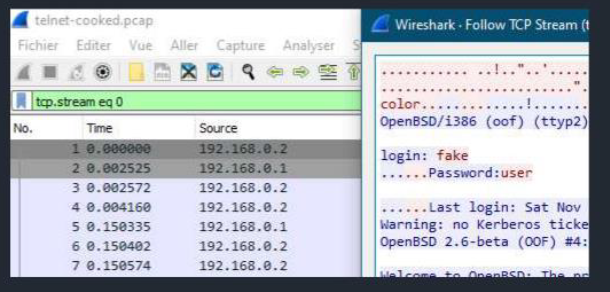 telnet-cooked.pcap
Fichier Editer Vue Aller Capture Analyser S
tcp.stream eq 0
No. Time Source
1 0.000000 192.168.0.2
2 0.002525 192.168.0.1
3 0.002572 192.168.0.2
4 0.004160 192.168.0.2
5 0.150335 192.168.0.1
6 0.150402 192.168.0.2
7 0.150574 192.168.0.2
Wireshark · Follow TCP Stream (t
color.. ..........!.......
OpenBSD/i386 (oof) (ttyp2)
login: fake
......Password:user
......Last login: Sat Nov
Warning: no Kerberos ticke
OpenBSD 2.6-beta (OOF) #4:
Welcome to OpenBSD: The pr